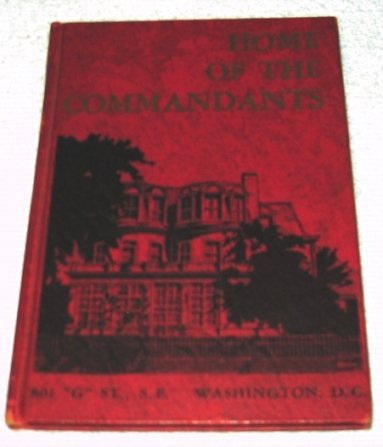 HOME
OF THE
COMMANDANTS
801 "G" ST., S.E. WASHINGTON, D.C.